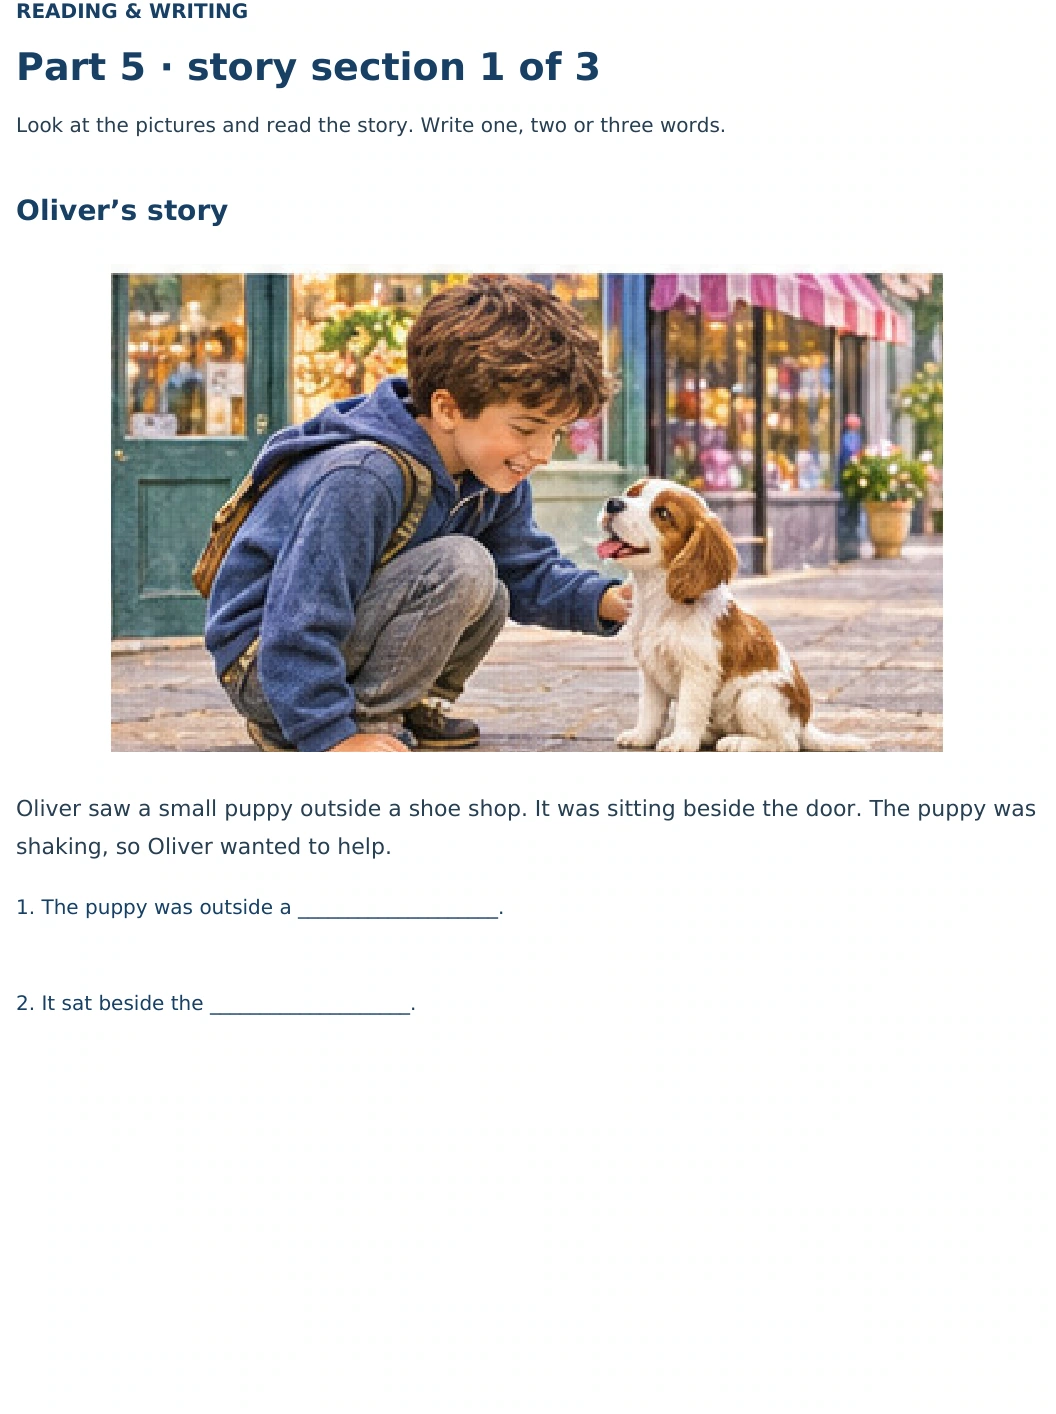 READING & WRITING
Part 5 · story section 1 of 3
Look at the pictures and read the story. Write one, two or three words.
Oliver’s story
Oliver saw a small puppy outside a shoe shop. It was sitting beside the door. The puppy was
shaking, so Oliver wanted to help.
1. The puppy was outside a ____________________.
2. It sat beside the ____________________.